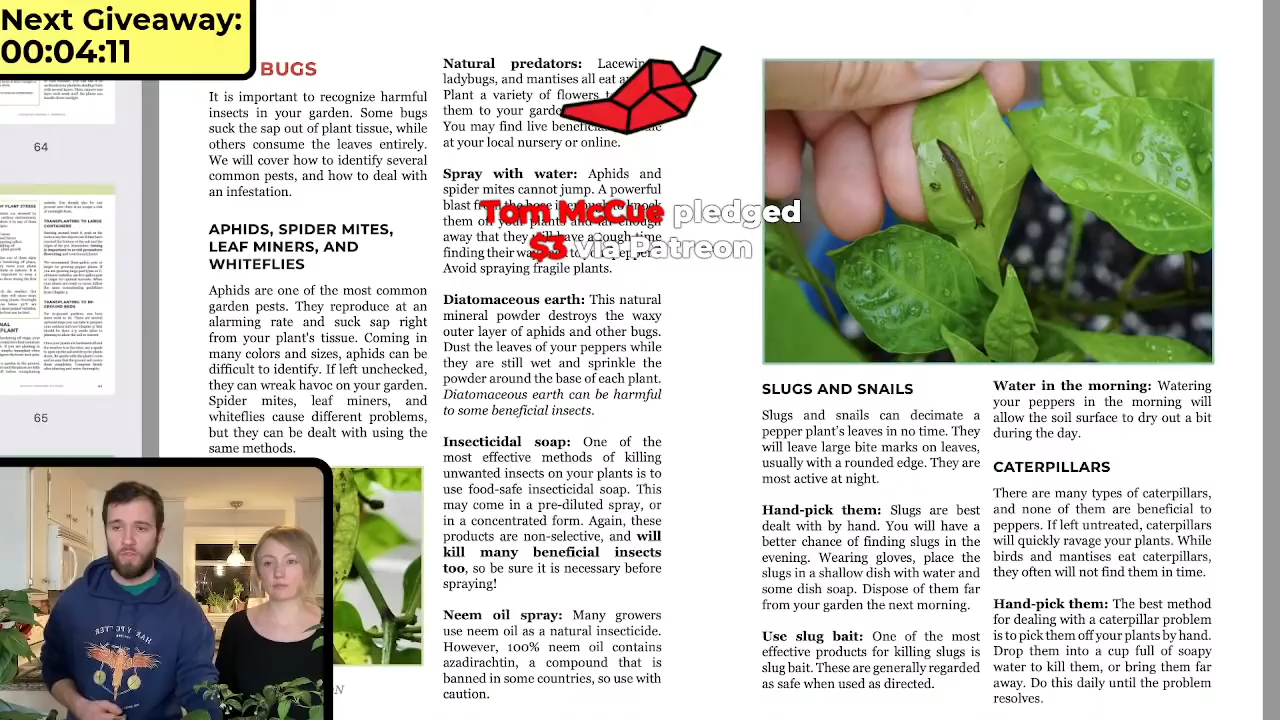 Next Giveaway:
00:04:11
64
65
BUGS
It is important to recognize harmful
insects in your garden. Some bugs
suck the sap out of plant tissue, while
others consume the leaves entirely.
We will cover how to identify several
common pests, and how to deal with
an infestation.
APHIDS, SPIDER MITES,
LEAF MINERS, AND
WHITEFLIES
Aphids are one of the most common
garden pests. They reproduce at an
alarming rate and suck sap right
from your plant's tissue. Coming in
many colors and sizes, aphids can be
difficult to identify. If left unchecked,
they can wreak havoc on your garden.
Spider mites, leaf miners, and
whiteflies cause different problems,
but they can be dealt with using the
same methods.
Natural predators:
ladybugs, and mantises all eat
Plant a variety of flowers
them to your
You may find live
at your local nursery or online.
Spray with water: Aphids and
spider mites cannot jump. A powerful
Tom McCue pledged
$3 via Patreon
Avoid spraying fragile plants.
Diatomaceous earth: This natural
mineral powder destroys the waxy
outer layer of aphids and other bugs.
Dust the leaves of your peppers while
they are still wet and sprinkle the
powder around the base of each plant.
Diatomaceous earth can be harmful
to some beneficial insects.
Insecticidal soap: One of the
most effective methods of killing
unwanted insects on your plants is to
use food-safe insecticidal soap. This
may come in a pre-diluted spray, or
in a concentrated form. Again, these
products are non-selective, and will
kill many beneficial insects
too, so be sure it is necessary before
spraying!
Neem oil spray: Many growers
use neem oil as a natural insecticide.
However, 100% neem oil contains
azadirachtin, a compound that is
banned in some countries, so use with
caution.
SLUGS AND SNAILS
Slugs and snails can decimate a
pepper plant's leaves in no time. They
will leave large bite marks on leaves,
usually with a rounded edge. They are
most active at night.
Hand-pick them: Slugs are best
dealt with by hand. You will have a
better chance of finding slugs in the
evening. Wearing gloves, place the
slugs in a shallow dish with water and
some dish soap. Dispose of them far
from your garden the next morning.
Use slug bait: One of the most
effective products for killing slugs is
slug bait. These are generally regarded
as safe when used as directed.
Water in the morning: Watering
your peppers in the morning will
allow the soil surface to dry out a bit
during the day.
CATERPILLARS
There are many types of caterpillars,
and none of them are beneficial to
peppers. If left untreated, caterpillars
will quickly ravage your plants. While
birds and mantises eat caterpillars,
they often will not find them in time.
Hand-pick them: The best method
for dealing with a caterpillar problem
is to pick them off your plants by hand.
Drop them into a cup full of soapy
water to kill them, or bring them far
away. Do this daily until the problem
resolves.